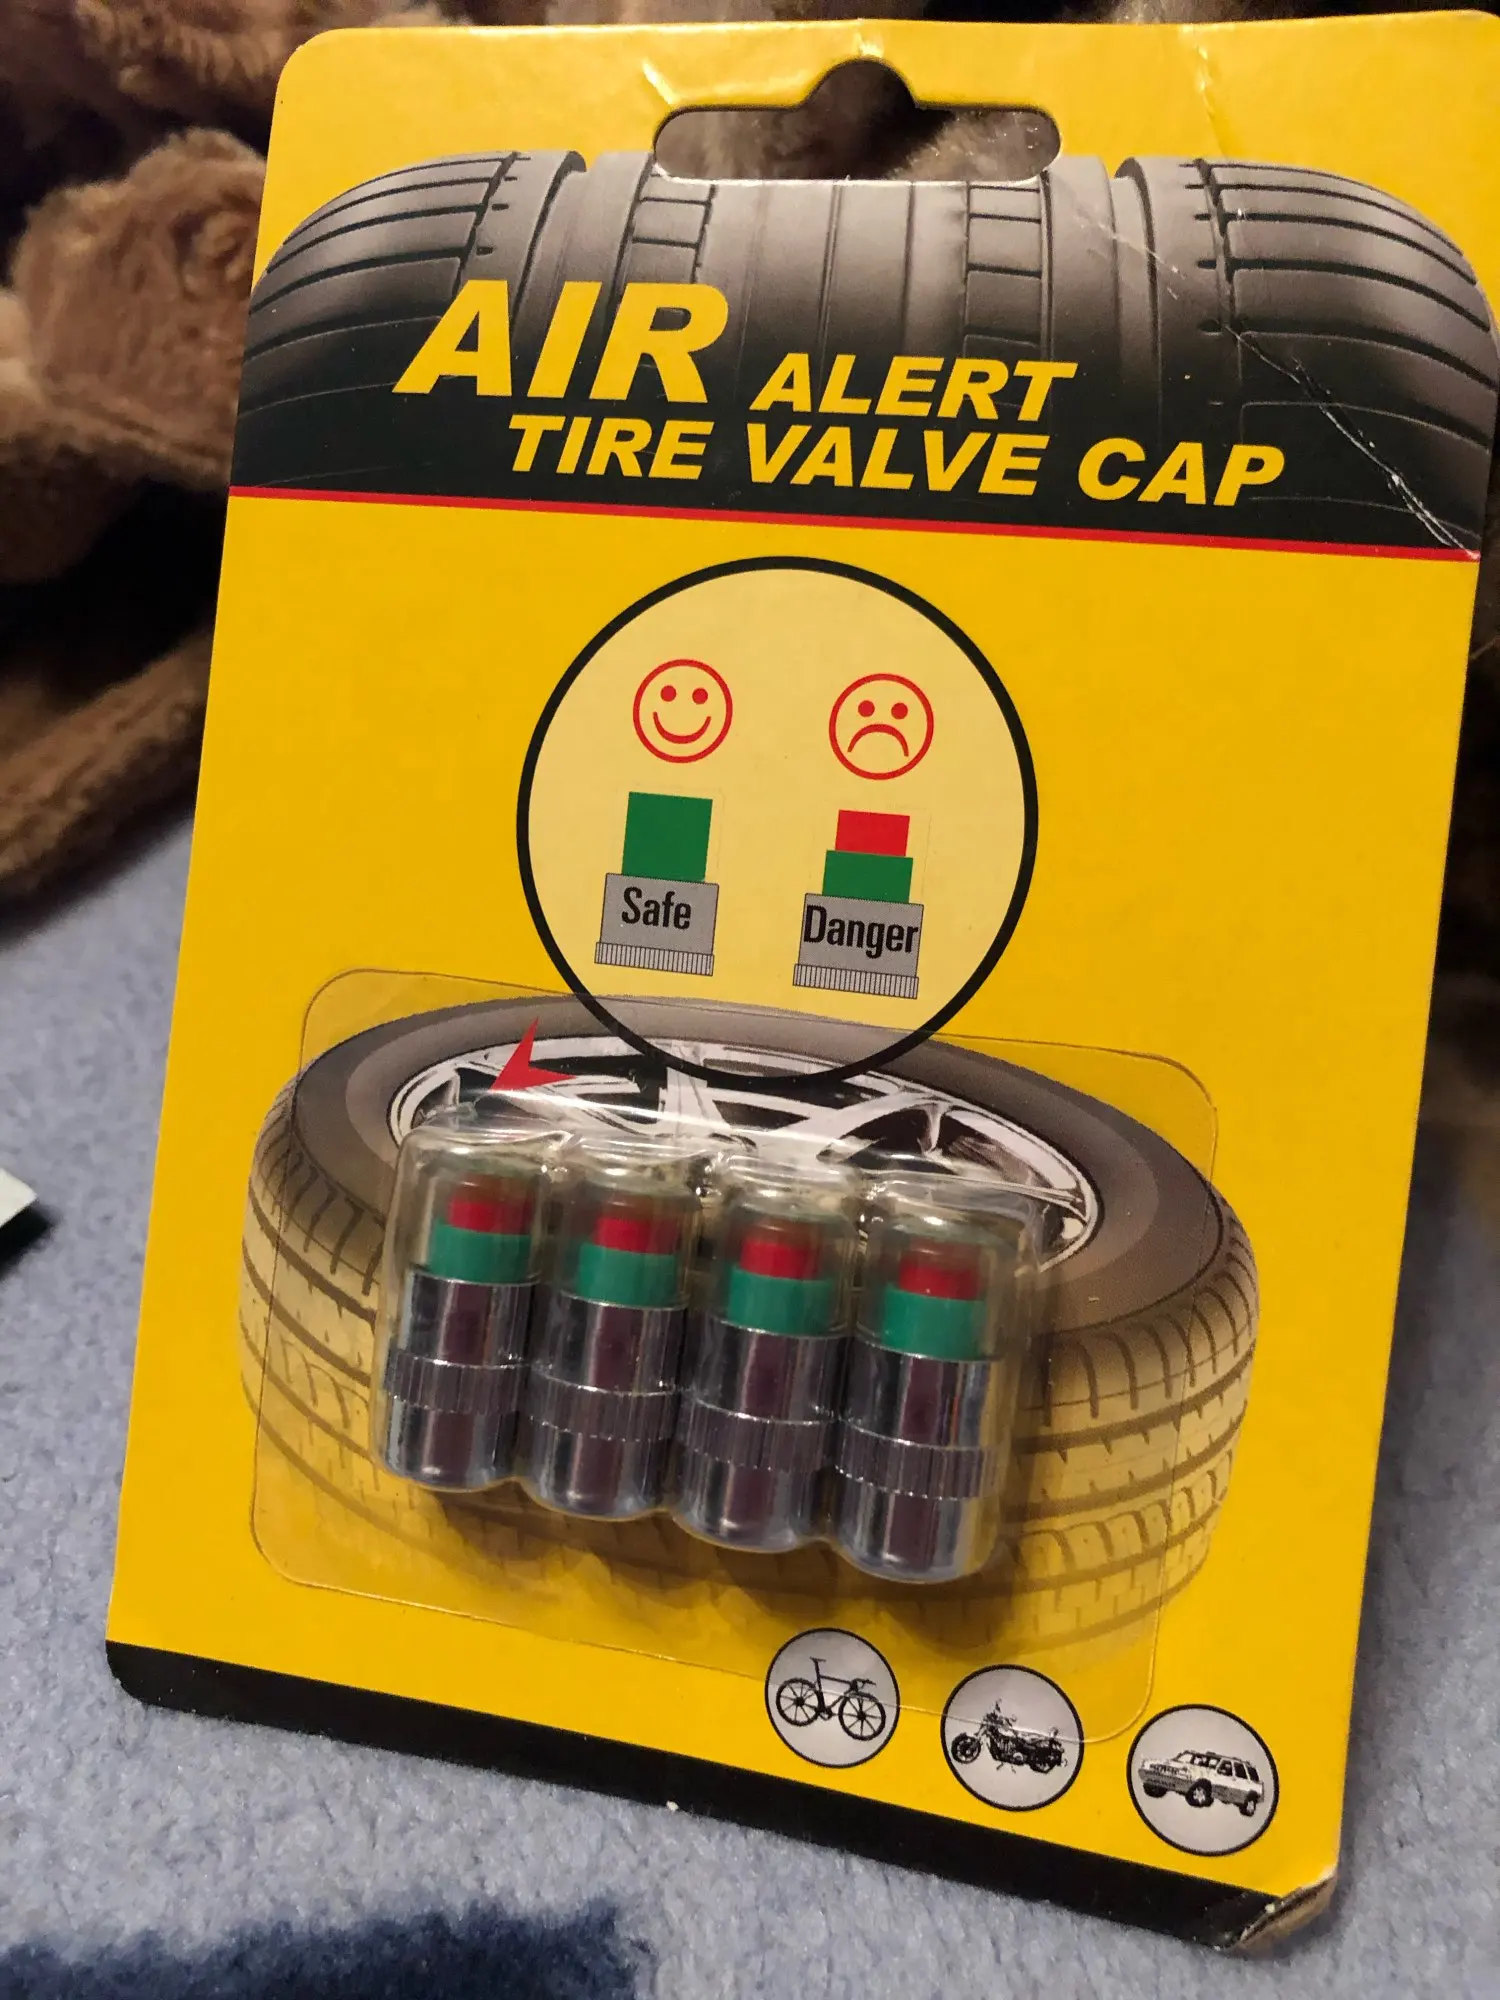 AIR ALERT
TIRE VALVE CAP
Safe
Danger